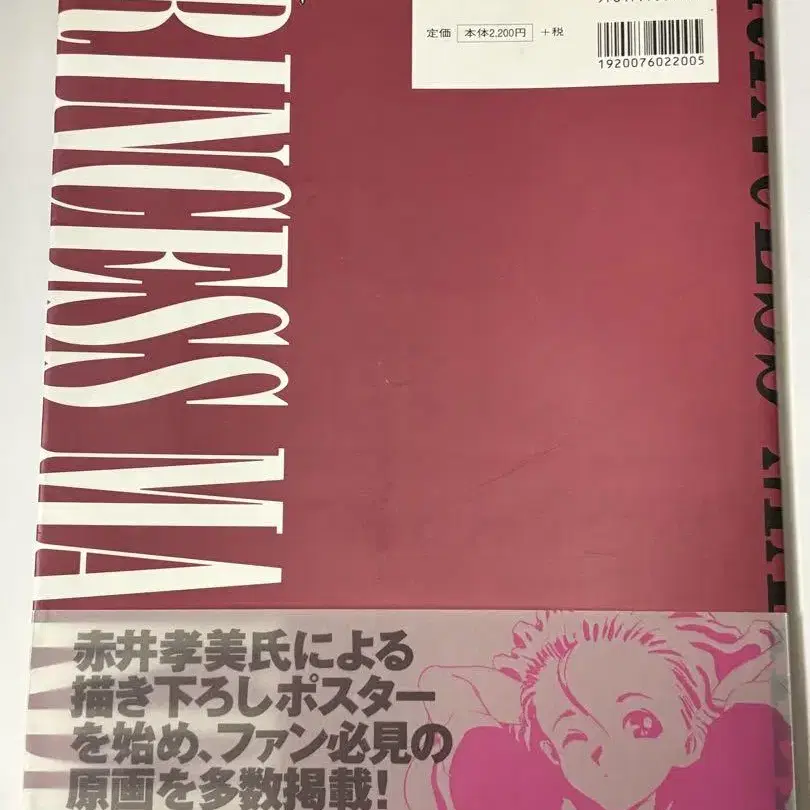 定価 本体2,200円 +税
1920076022005
RINCESS MA
赤井孝美氏による
描き下ろしポスター
を始め、ファン必見の
原画を多数掲載!